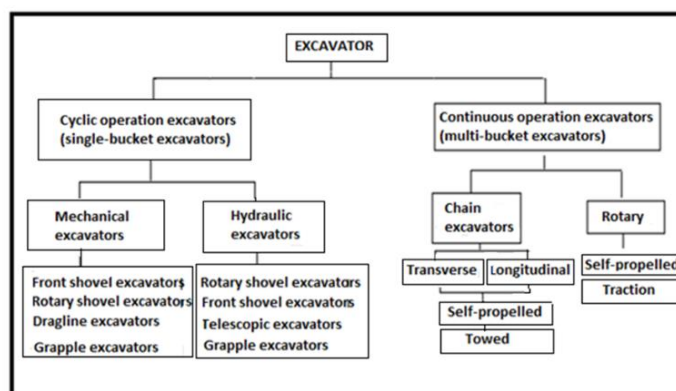 EXCAVATOR
Cyclic operation excavators
(single-bucket excavators)
Continuous operation excavators
(multi-bucket excavators)
Mechanical
excavators
Hydraulic
excavators
Chain
excavators
Rotary
Front shovel excavators
Rotary shovel excavators
Dragline excavators
Grapple excavators
Rotary shovel excavators
Front shovel excavators
Telescopic excavators
Grapple excavators
Transverse
Longitudinal
Self-propelled
Towed
Self-propelled
Traction